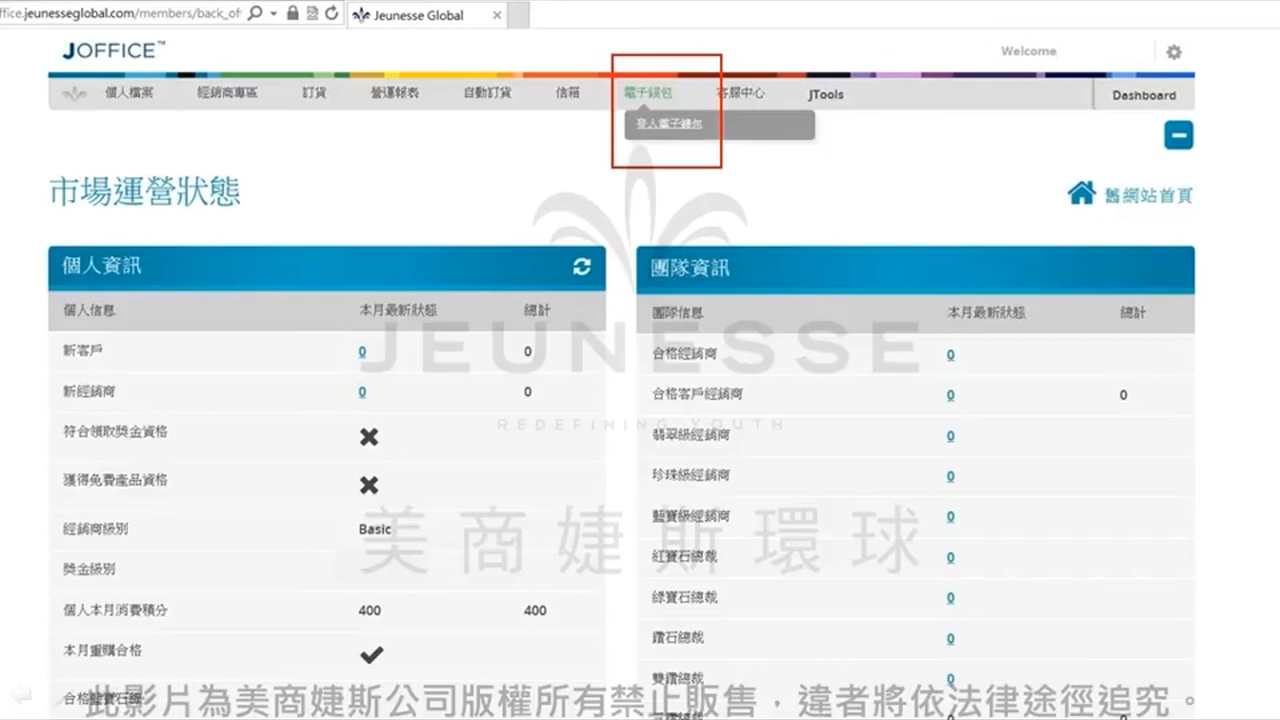 ffice.jeunesseglobal.com/members/back_of
Jeunesse Global
JOFFICE™
Welcome
個人檔案 經銷商專區 訂貨 營運報表 自動訂貨 信箱 電子錢包 客服中心 JTools Dashboard
登入電子錢包
市場運營狀態
舊網站首頁
個人資訊
個人信息 本月最新狀態 總計
新客戶 0 0
新經銷商 0 0
符合領取獎金資格
獲得免費產品資格
經銷商級別 Basic
獎金級別
個人本月消費積分 400 400
本月重購合格
合格藍寶石級
團隊資訊
團隊信息 本月最新狀態 總計
合格經銷商 0
合格客戶經銷商 0 0
翡翠級經銷商 0
珍珠級經銷商 0
藍寶級經銷商 0
紅寶石總裁 0
綠寶石總裁 0
鑽石總裁 0
雙鑽總裁 0
JEUNESSE
REDEFINING YOUTH
美商婕斯環球
此影片為美商婕斯公司版權所有禁止販售，違者將依法律途徑追究。